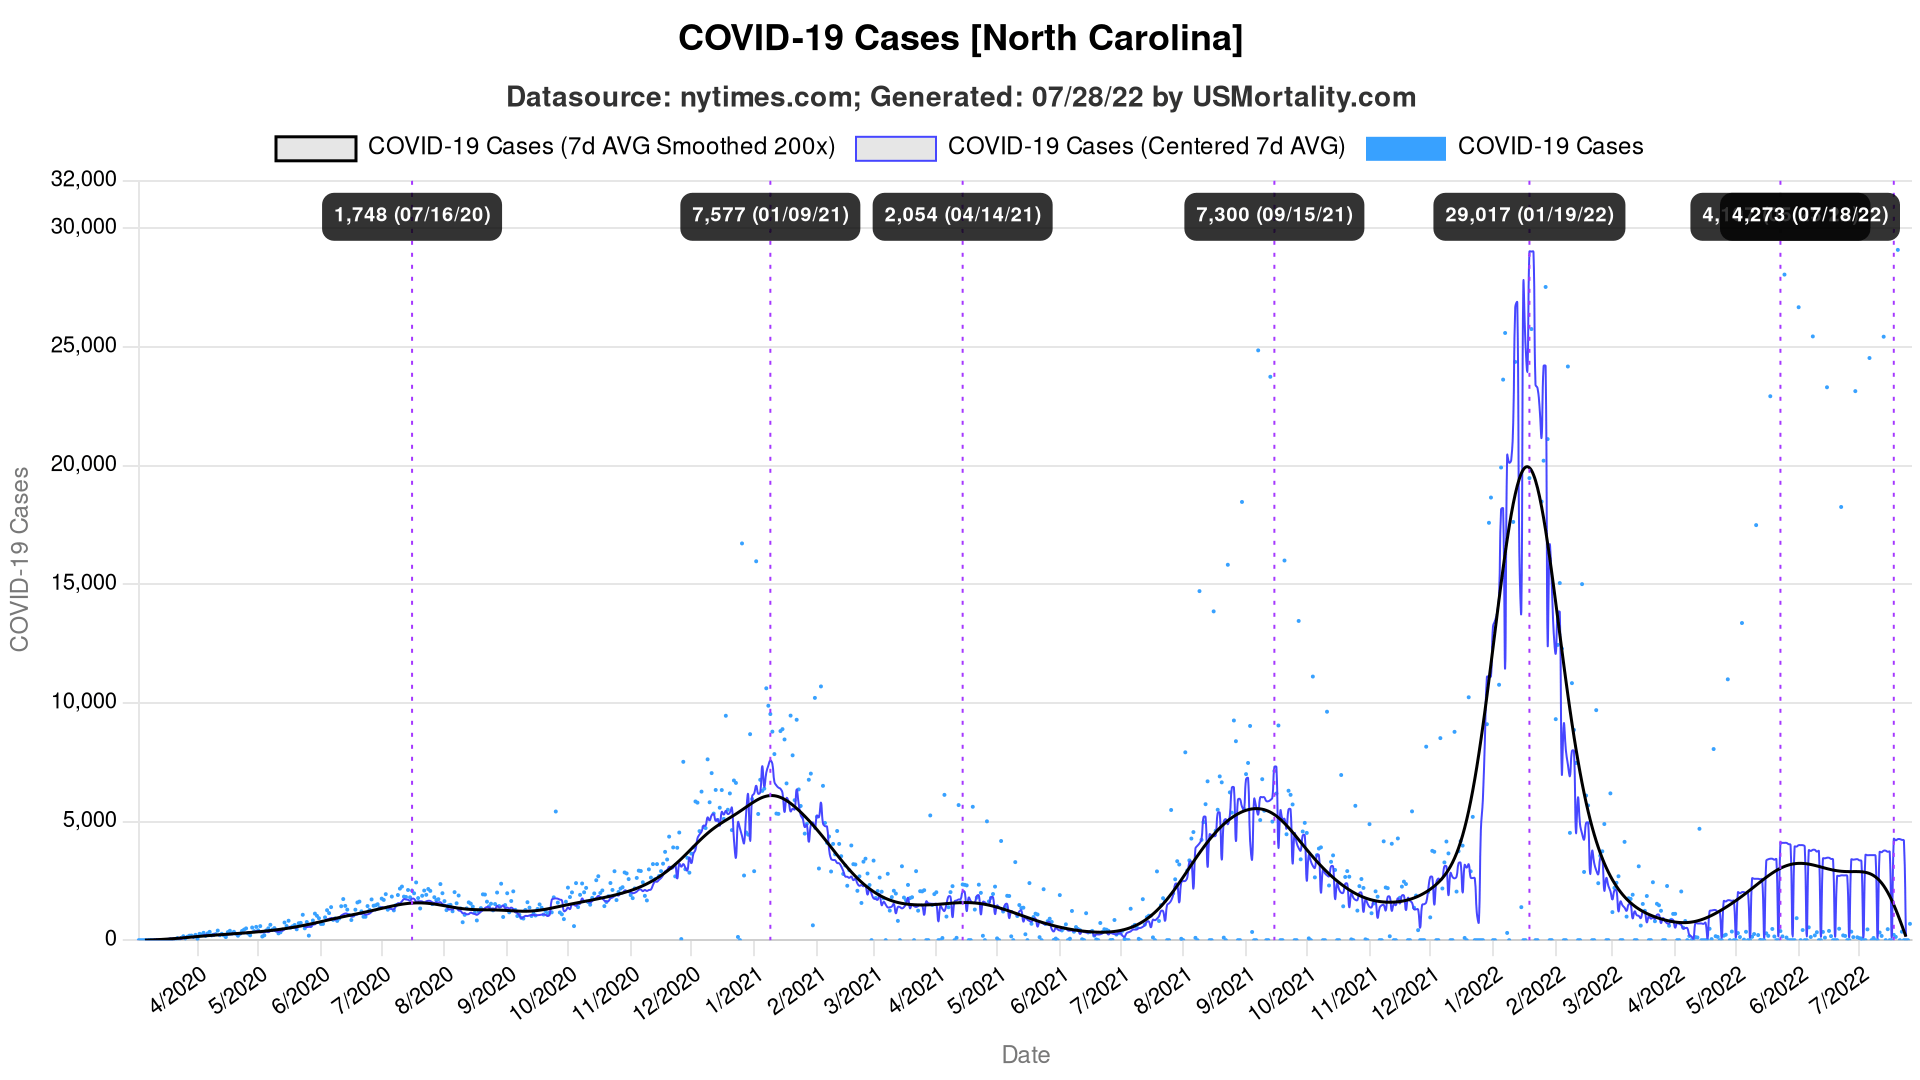 COVID-19 Cases [North Carolina]
Datasource: nytimes.com; Generated: 07/28/22 by USMortality.com
COVID-19 Cases (7d AVG Smoothed 200x) COVID-19 Cases (Centered 7d AVG) COVID-19 Cases
32,000
1,748 (07/16/20) 7,577 (01/09/21) 2,054 (04/14/21) 7,300 (09/15/21) 29,017 (01/19/22) 4,273 (07/18/22)
30,000
25,000
20,000
15,000
10,000
5,000
0
COVID-19 Cases
4/2020 5/2020 6/2020 7/2020 8/2020 9/2020 10/2020 11/2020 12/2020 1/2021 2/2021 3/2021 4/2021 5/2021 6/2021 7/2021 8/2021 9/2021 10/2021 11/2021 12/2021 1/2022 2/2022 3/2022 4/2022 5/2022 6/2022 7/2022
Date